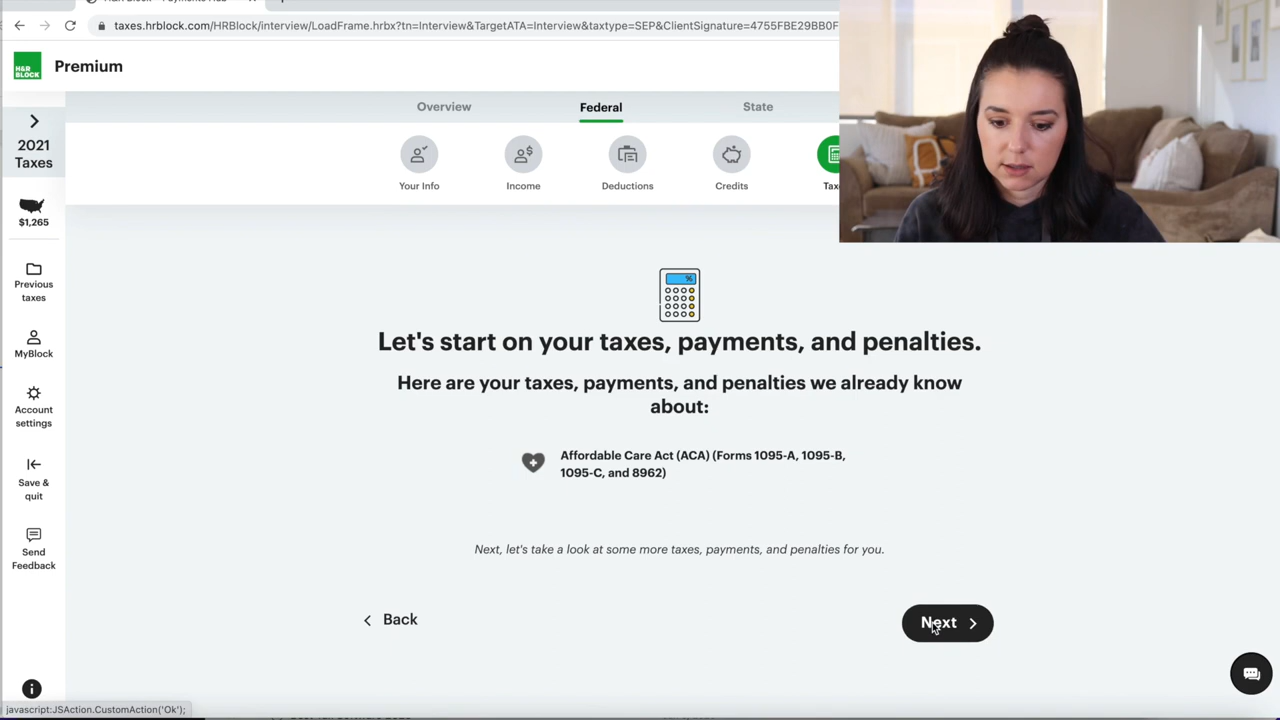 taxes.hrblock.com/HRBlock/interview/LoadFrame.hrbx?tn=Interview&TargetATA=Interview&taxtype=SEP&ClientSignature=4755FBE29BB0F
H&R
BLOCK
Premium
Overview
Federal
State
2021
Taxes
Your Info
Income
Deductions
Credits
$1,265
Previous
taxes
MyBlock
Account
settings
Save &
quit
Send
Feedback
Let's start on your taxes, payments, and penalties.
Here are your taxes, payments, and penalties we already know
about:
Affordable Care Act (ACA) (Forms 1095-A, 1095-B,
1095-C, and 8962)
Next, let's take a look at some more taxes, payments, and penalties for you.
Back
Next
javascript:JSAction.CustomAction('Ok');